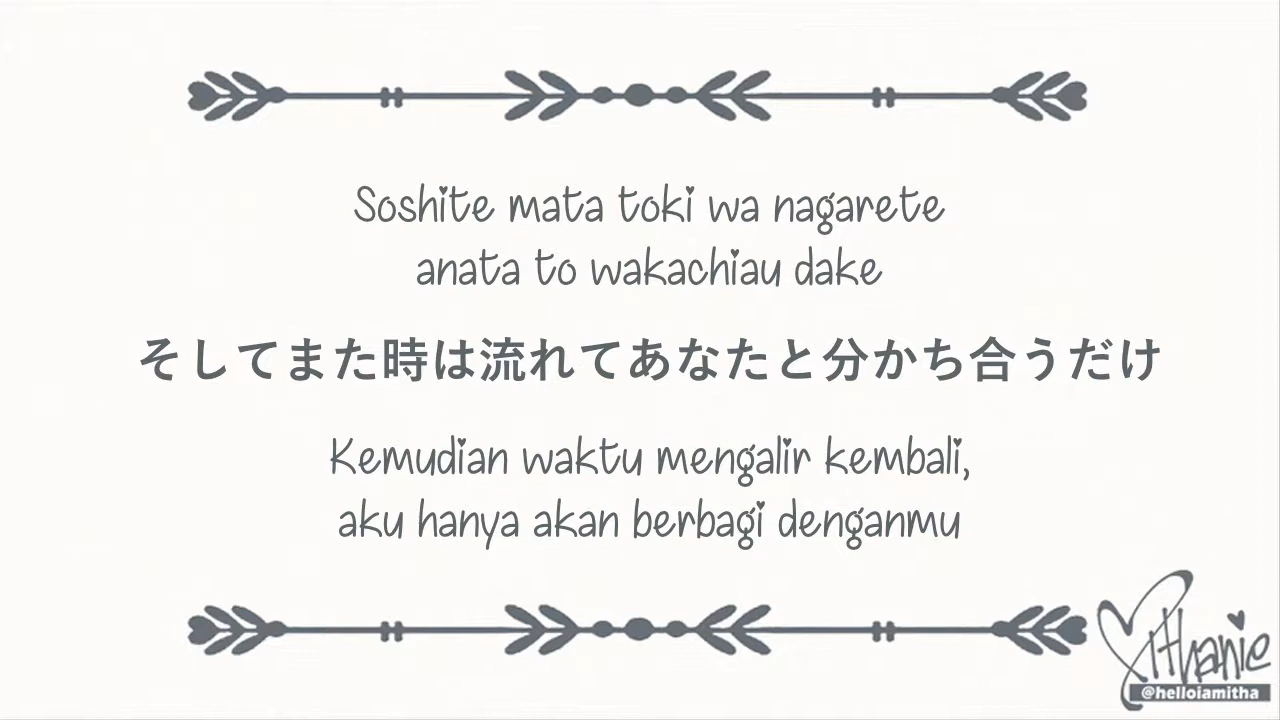 Soshite mata toki wa nagarete
anata to wakachiau dake
そしてまた時は流れてあなたと分かち合うだけ
Kemudian waktu mengalir kembali,
aku hanya akan berbagi denganmu
Mithanie
@helloiamitha